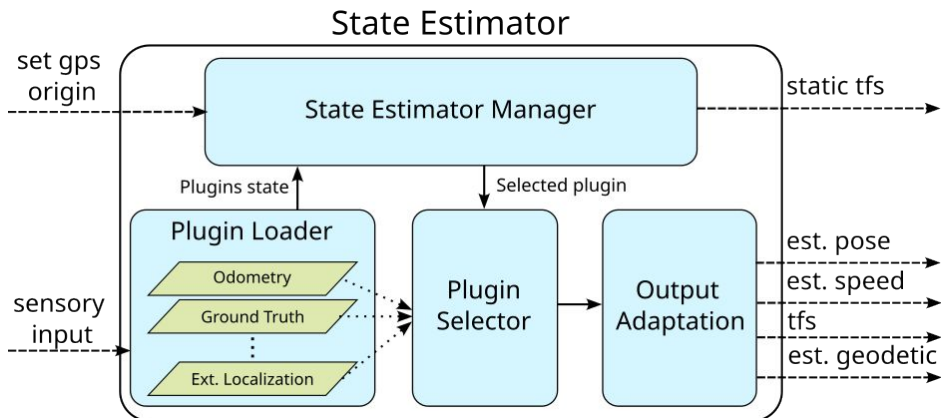 State Estimator
set gps
origin
State Estimator Manager
static tfs
Plugins state
Selected plugin
Plugin Loader
Odometry
Ground Truth
Ext. Localization
sensory
input
Plugin
Selector
Output
Adaptation
est. pose
est. speed
tfs
est. geodetic